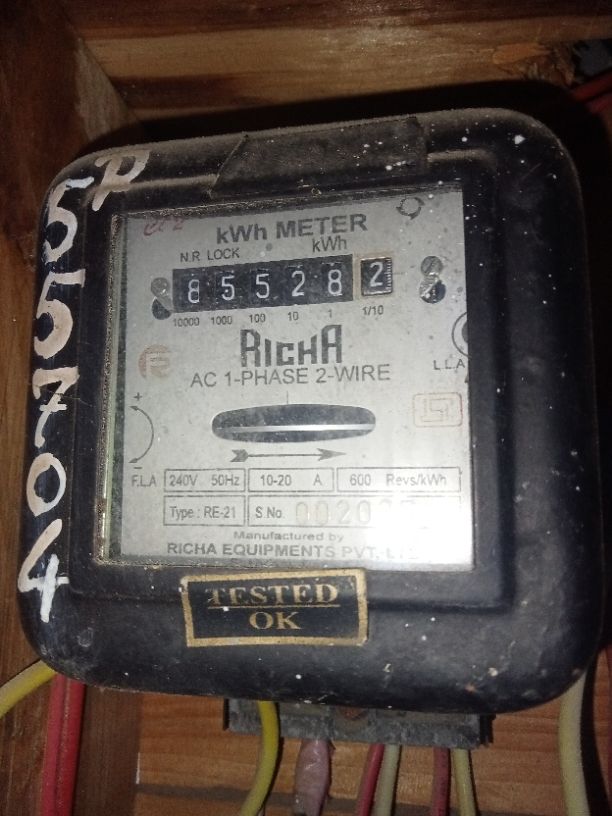 P
55704
Cl 2
kWh METER
N.R LOCK kWh
8 5 5 2 8 2
10000 1000 100 10 1 1/10
RICHA
AC 1-PHASE 2-WIRE
L.L.A
+
-
F.L.A
240V 50Hz 10-20 A 600 Revs/kWh
Type : RE-21 S.No.
Manufactured by
RICHA EQUIPMENTS PVT.
TESTED
OK